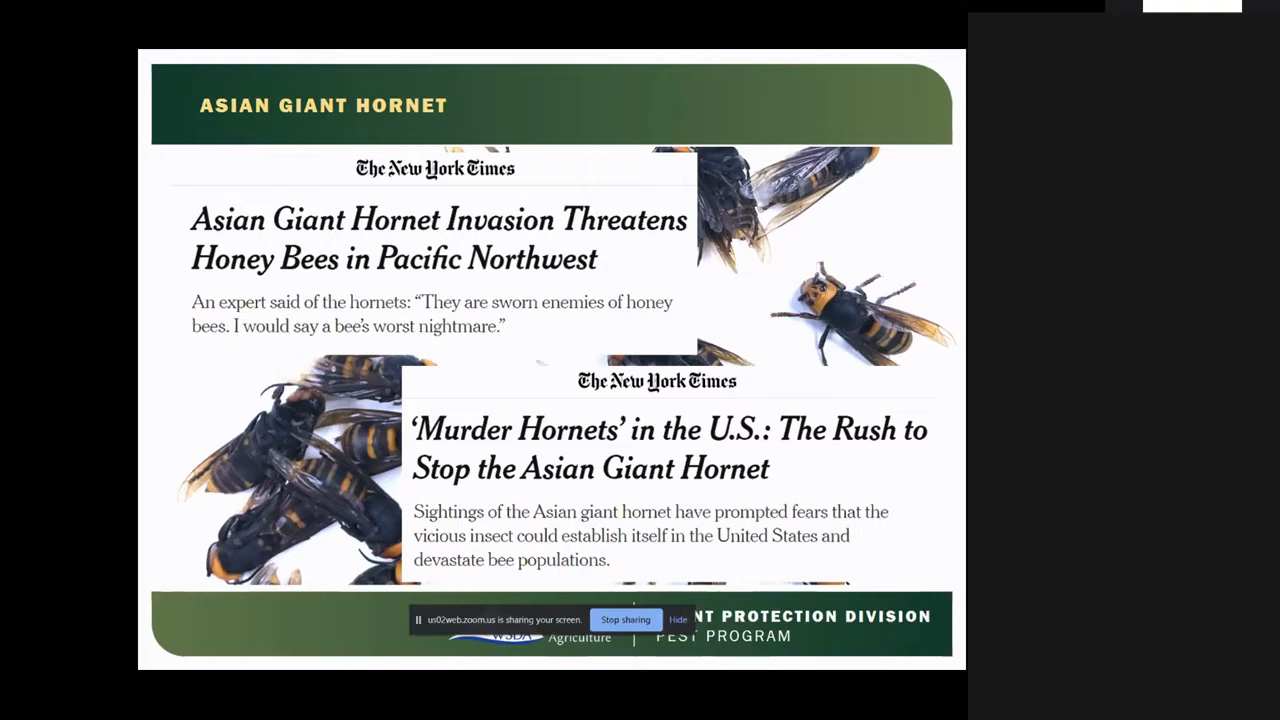 ASIAN GIANT HORNET
The New York Times
Asian Giant Hornet Invasion Threatens
Honey Bees in Pacific Northwest
An expert said of the hornets: “They are sworn enemies of honey
bees. I would say a bee’s worst nightmare.”
The New York Times
‘Murder Hornets’ in the U.S.: The Rush to
Stop the Asian Giant Hornet
Sightings of the Asian giant hornet have prompted fears that the
vicious insect could establish itself in the United States and
devastate bee populations.
us02web.zoom.us is sharing your screen. Stop sharing Hide
NT PROTECTION DIVISION
WSDA Agriculture PEST PROGRAM